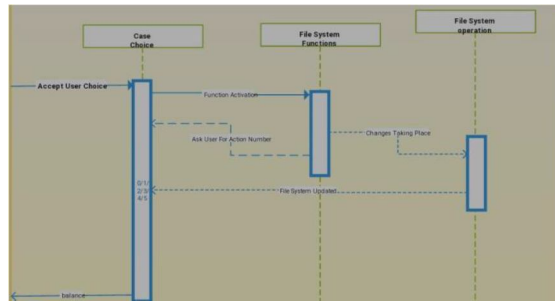 Case
Choice
File System
Functions
File System
operation
Accept User Choice
Function Activation
Ask User For Action Number
Changes Taking Place
0/1/
2/3/
4/5
File System Updated
balance